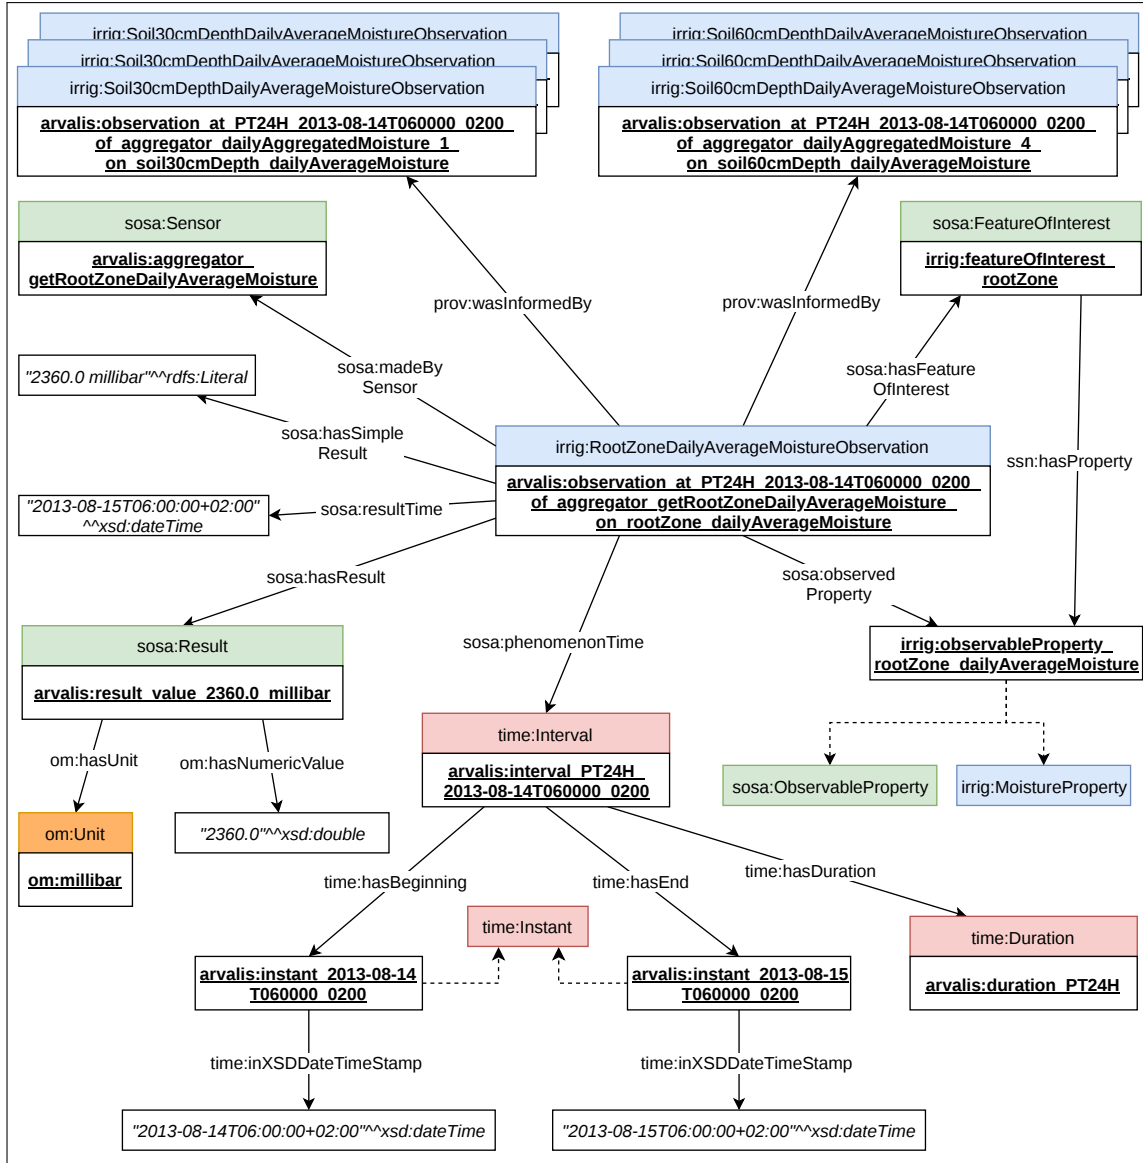 irrig:Soil30cmDepthDailyAverageMoistureObservation
irrig:Soil30cmDepthDailyAverageMoistureObservation
irrig:Soil30cmDepthDailyAverageMoistureObservation
arvalis:observation_at_PT24H_2013-08-14T060000_0200_
of_aggregator_dailyAggregatedMoisture_1_
on_soil30cmDepth_dailyAverageMoisture
irrig:Soil60cmDepthDailyAverageMoistureObservation
irrig:Soil60cmDepthDailyAverageMoistureObservation
irrig:Soil60cmDepthDailyAverageMoistureObservation
arvalis:observation_at_PT24H_2013-08-14T060000_0200_
of_aggregator_dailyAggregatedMoisture_4_
on_soil60cmDepth_dailyAverageMoisture
sosa:Sensor
arvalis:aggregator_
getRootZoneDailyAverageMoisture
sosa:FeatureOfInterest
irrig:featureOfInterest_
rootZone
prov:wasInformedBy
prov:wasInformedBy
sosa:madeBy
Sensor
sosa:hasFeature
OfInterest
"2360.0 millibar"^^rdfs:Literal
sosa:hasSimple
Result
irrig:RootZoneDailyAverageMoistureObservation
arvalis:observation_at_PT24H_2013-08-14T060000_0200_
of_aggregator_getRootZoneDailyAverageMoisture_
on_rootZone_dailyAverageMoisture
ssn:hasProperty
"2013-08-15T06:00:00+02:00"
^^xsd:dateTime
sosa:resultTime
sosa:hasResult
sosa:observed
Property
sosa:phenomenonTime
sosa:Result
arvalis:result_value_2360.0_millibar
irrig:observableProperty_
rootZone_dailyAverageMoisture
om:hasUnit
om:hasNumericValue
time:Interval
arvalis:interval_PT24H_
2013-08-14T060000_0200
sosa:ObservableProperty
irrig:MoistureProperty
om:Unit
om:millibar
"2360.0"^^xsd:double
time:hasBeginning
time:hasEnd
time:hasDuration
time:Instant
time:Duration
arvalis:duration_PT24H
arvalis:instant_2013-08-14
T060000_0200
arvalis:instant_2013-08-15
T060000_0200
time:inXSDDateTimeStamp
time:inXSDDateTimeStamp
"2013-08-14T06:00:00+02:00"^^xsd:dateTime
"2013-08-15T06:00:00+02:00"^^xsd:dateTime